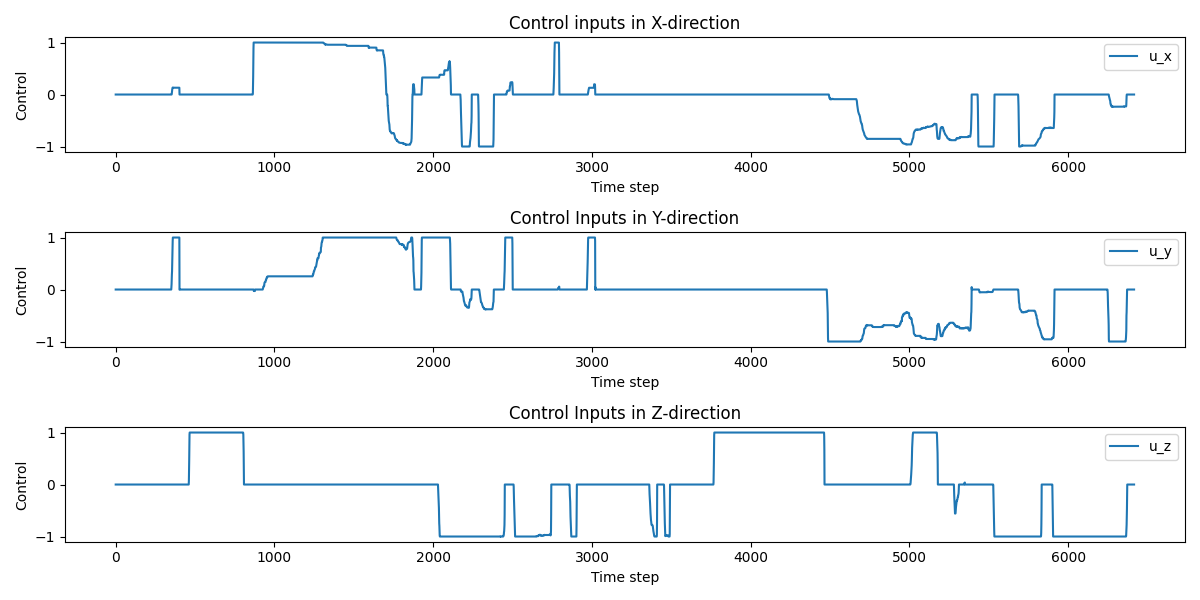 Control inputs in X-direction
1
0
−1
Control
u_x
0 1000 2000 3000 4000 5000 6000
Time step
Control Inputs in Y-direction
1
0
−1
Control
u_y
0 1000 2000 3000 4000 5000 6000
Time step
Control Inputs in Z-direction
1
0
−1
Control
u_z
0 1000 2000 3000 4000 5000 6000
Time step